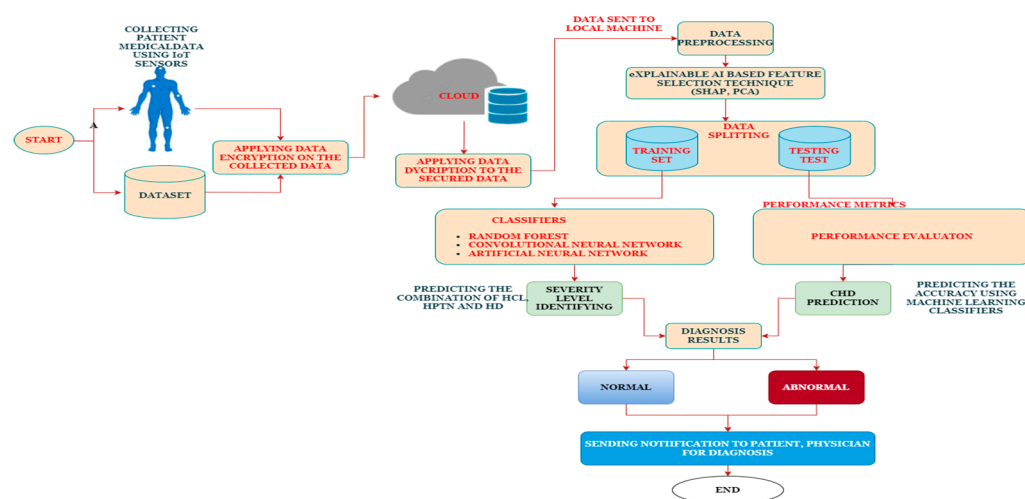 COLLECTING
PATIENT
MEDICALDATA
USING IoT
SENSORS
START
A
DATASET
APPLYING DATA
ENCRYPTION ON THE
COLLECTED DATA
CLOUD
APPLYING DATA
DYCRIPTION TO THE
SECURED DATA
DATA SENT TO
LOCAL MACHINE
DATA
PREPROCESSING
eXPLAINABLE AI BASED FEATURE
SELECTION TECHNIQUE
(SHAP, PCA)
DATA
SPLITTING
TRAINING
SET
TESTING
TEST
CLASSIFIERS
• RANDOM FOREST
• CONVOLUTIONAL NEURAL NETWORK
• ARTIFICIAL NEURAL NETWORK
PERFORMANCE METRICS
PERFORMANCE EVALUATON
PREDICTING THE
COMBINATION OF HCL,
HPTN AND HD
SEVERITY
LEVEL
IDENTIFYING
CHD
PREDICTION
PREDICTING THE
ACCURACY USING
MACHINE LEARNING
CLASSIFIERS
DIAGNOSIS
RESULTS
NORMAL
ABNORMAL
SENDING NOTIIFICATION TO PATIENT, PHYSICIAN
FOR DIAGNOSIS
END